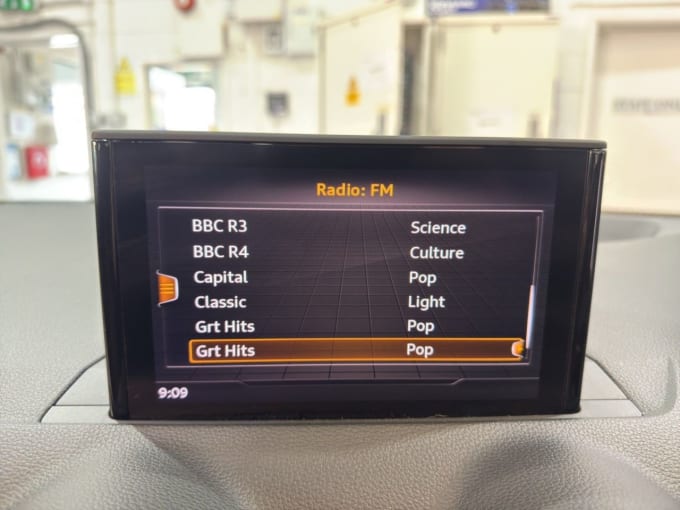 Radio: FM
BBC R3 Science
BBC R4 Culture
Capital Pop
Classic Light
Grt Hits Pop
Grt Hits Pop
9:09